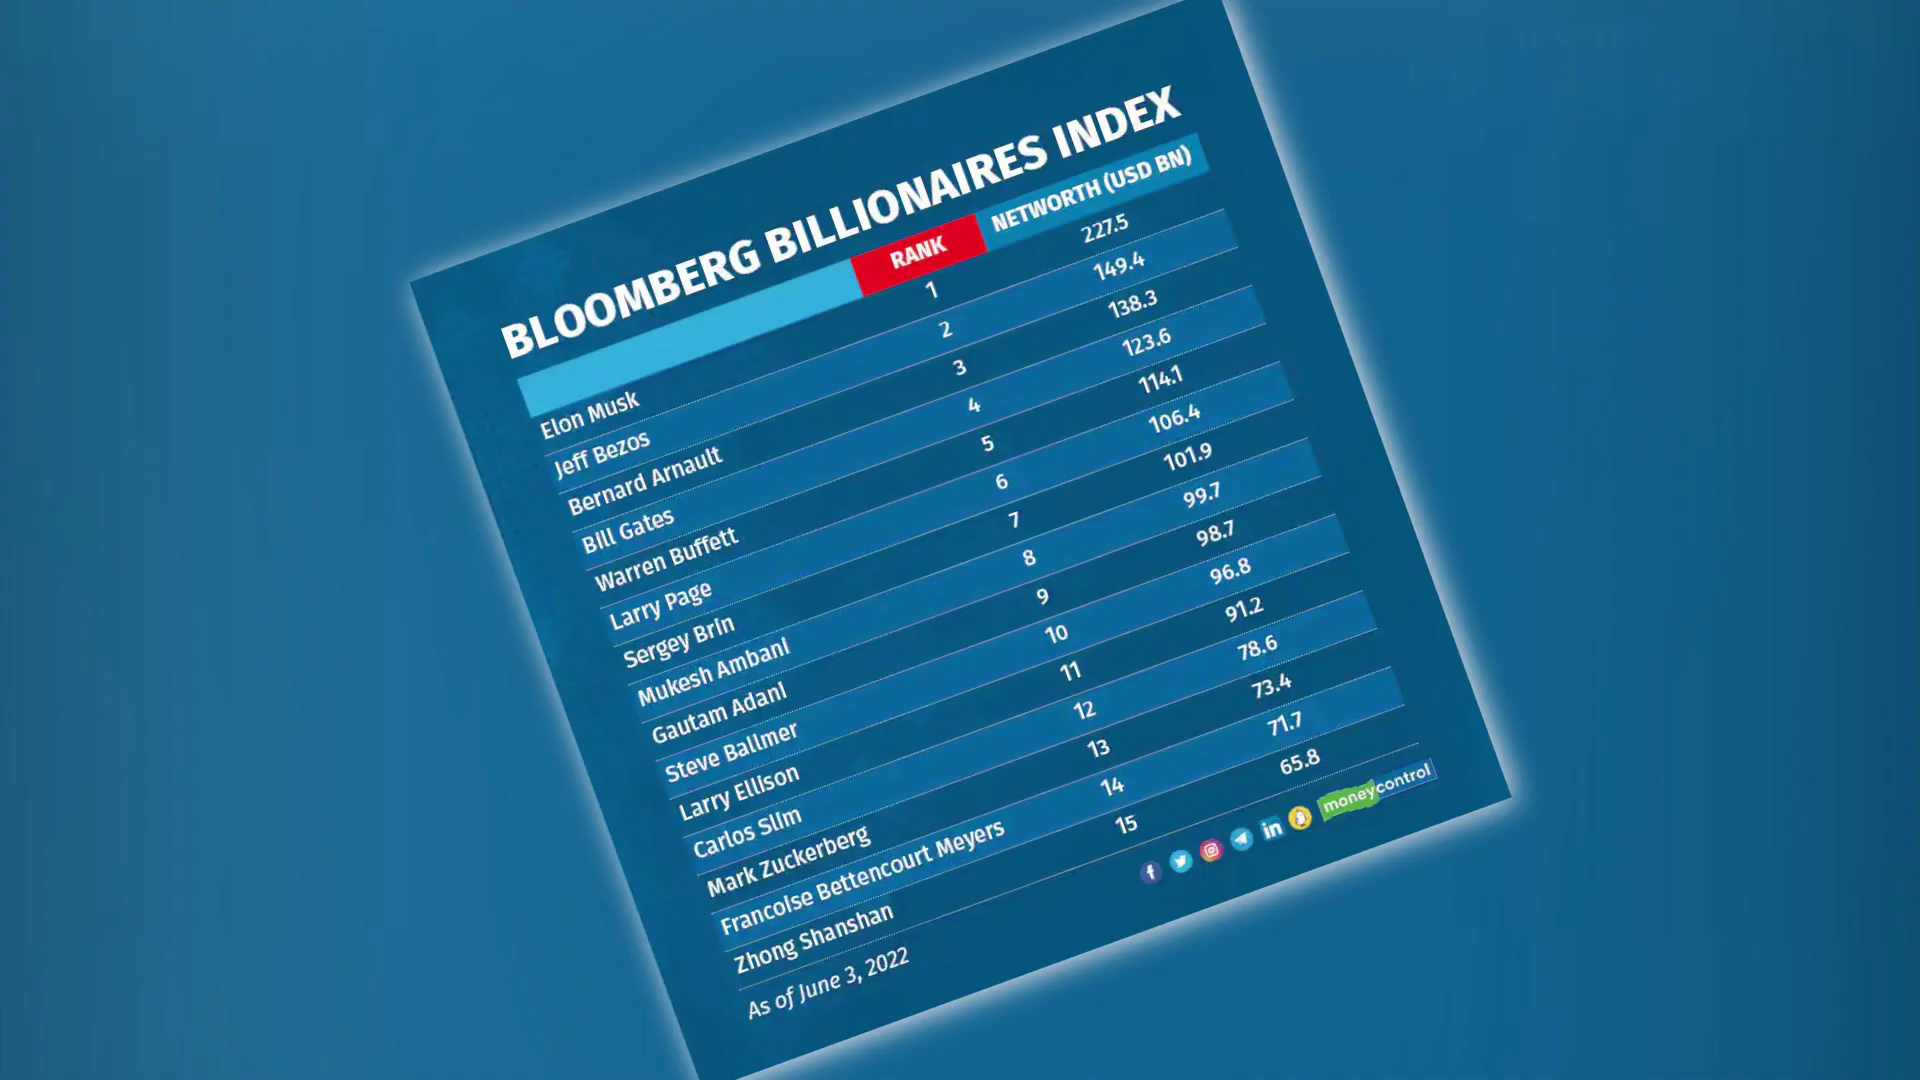 BLOOMBERG BILLIONAIRES INDEX
RANK NETWORTH (USD BN)
Elon Musk 1 227.5
Jeff Bezos 2 149.4
Bernard Arnault 3 138.3
Bill Gates 4 123.6
Warren Buffett 5 114.1
Larry Page 6 106.4
Sergey Brin 7 101.9
Mukesh Ambani 8 99.7
Gautam Adani 9 98.7
Steve Ballmer 10 96.8
Larry Ellison 11 91.2
Carlos Slim 12 78.6
Mark Zuckerberg 13 73.4
Francoise Bettencourt Meyers 14 71.7
Zhong Shanshan 15 65.8
As of June 3, 2022
moneycontrol